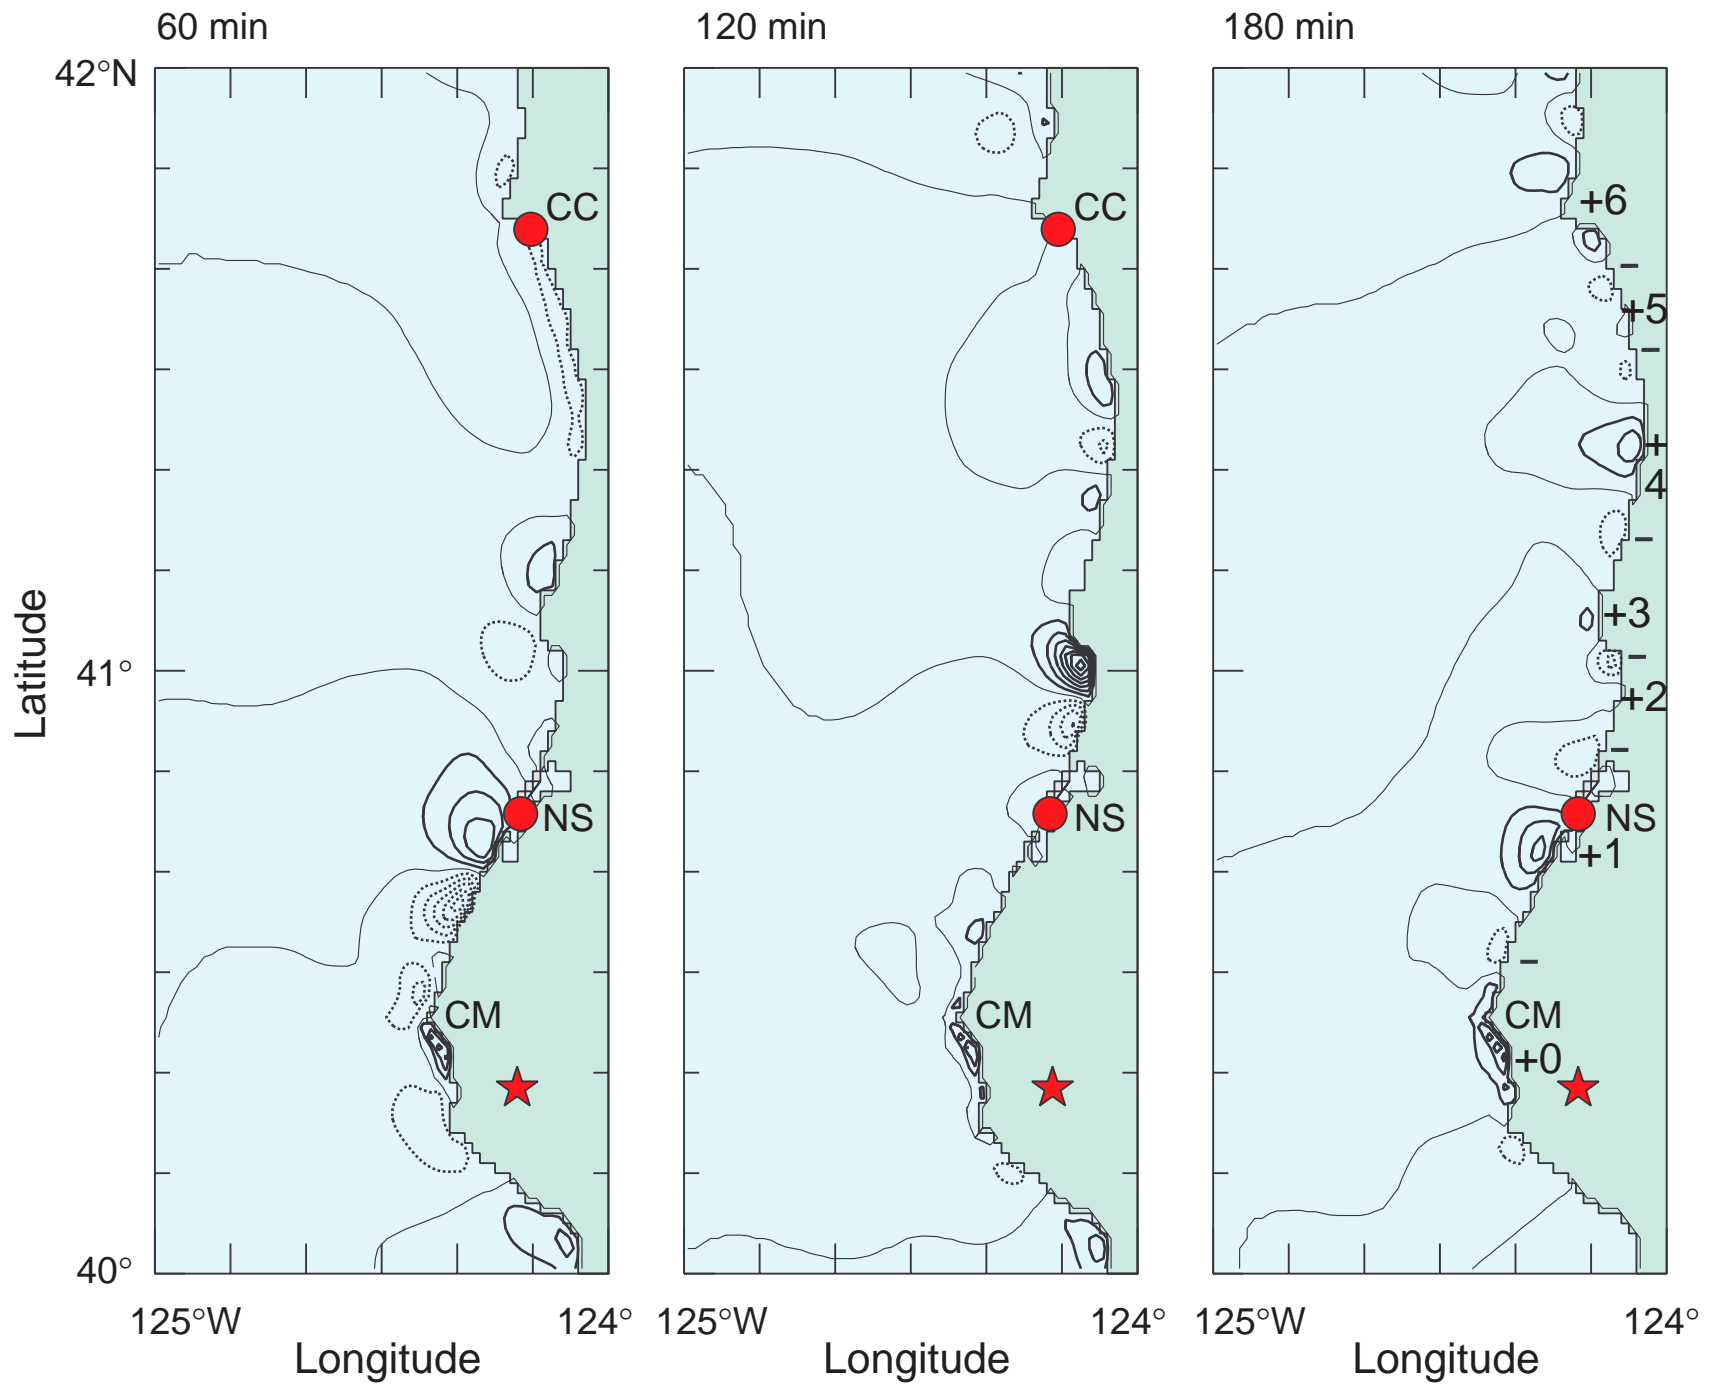 60 min
120 min
180 min
42°N
41°
40°
Latitude
CC
NS
CM
CC
NS
CM
+6
–
+5
–
+
4
–
+3
–
+2
–
NS
+1
–
CM
+0
125°W
124°
125°W
124°
125°W
124°
Longitude
Longitude
Longitude